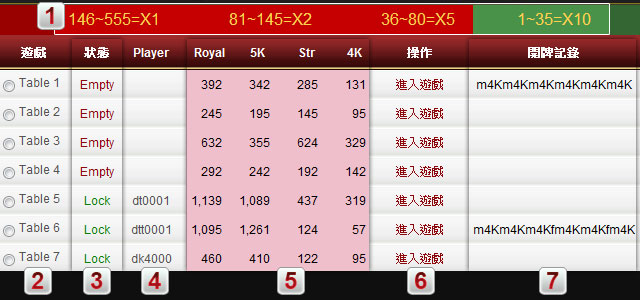 1 146~555=X1 81~145=X2 36~80=X5 1~35=X10
遊戲 狀態 Player Royal 5K Str 4K 操作 開牌記錄
Table 1 Empty 392 342 285 131 進入遊戲 m4Km4Km4Km4Km4Km4K
Table 2 Empty 245 195 145 95 進入遊戲
Table 3 Empty 632 355 624 329 進入遊戲
Table 4 Empty 292 242 192 142 進入遊戲
Table 5 Lock dt0001 1,139 1,089 437 319 進入遊戲
Table 6 Lock dtt0001 1,095 1,261 124 57 進入遊戲 m4Km4Km4Kfm4Km4Kfm4K
Table 7 Lock dk4000 460 410 122 95 進入遊戲
2 3 4 5 6 7